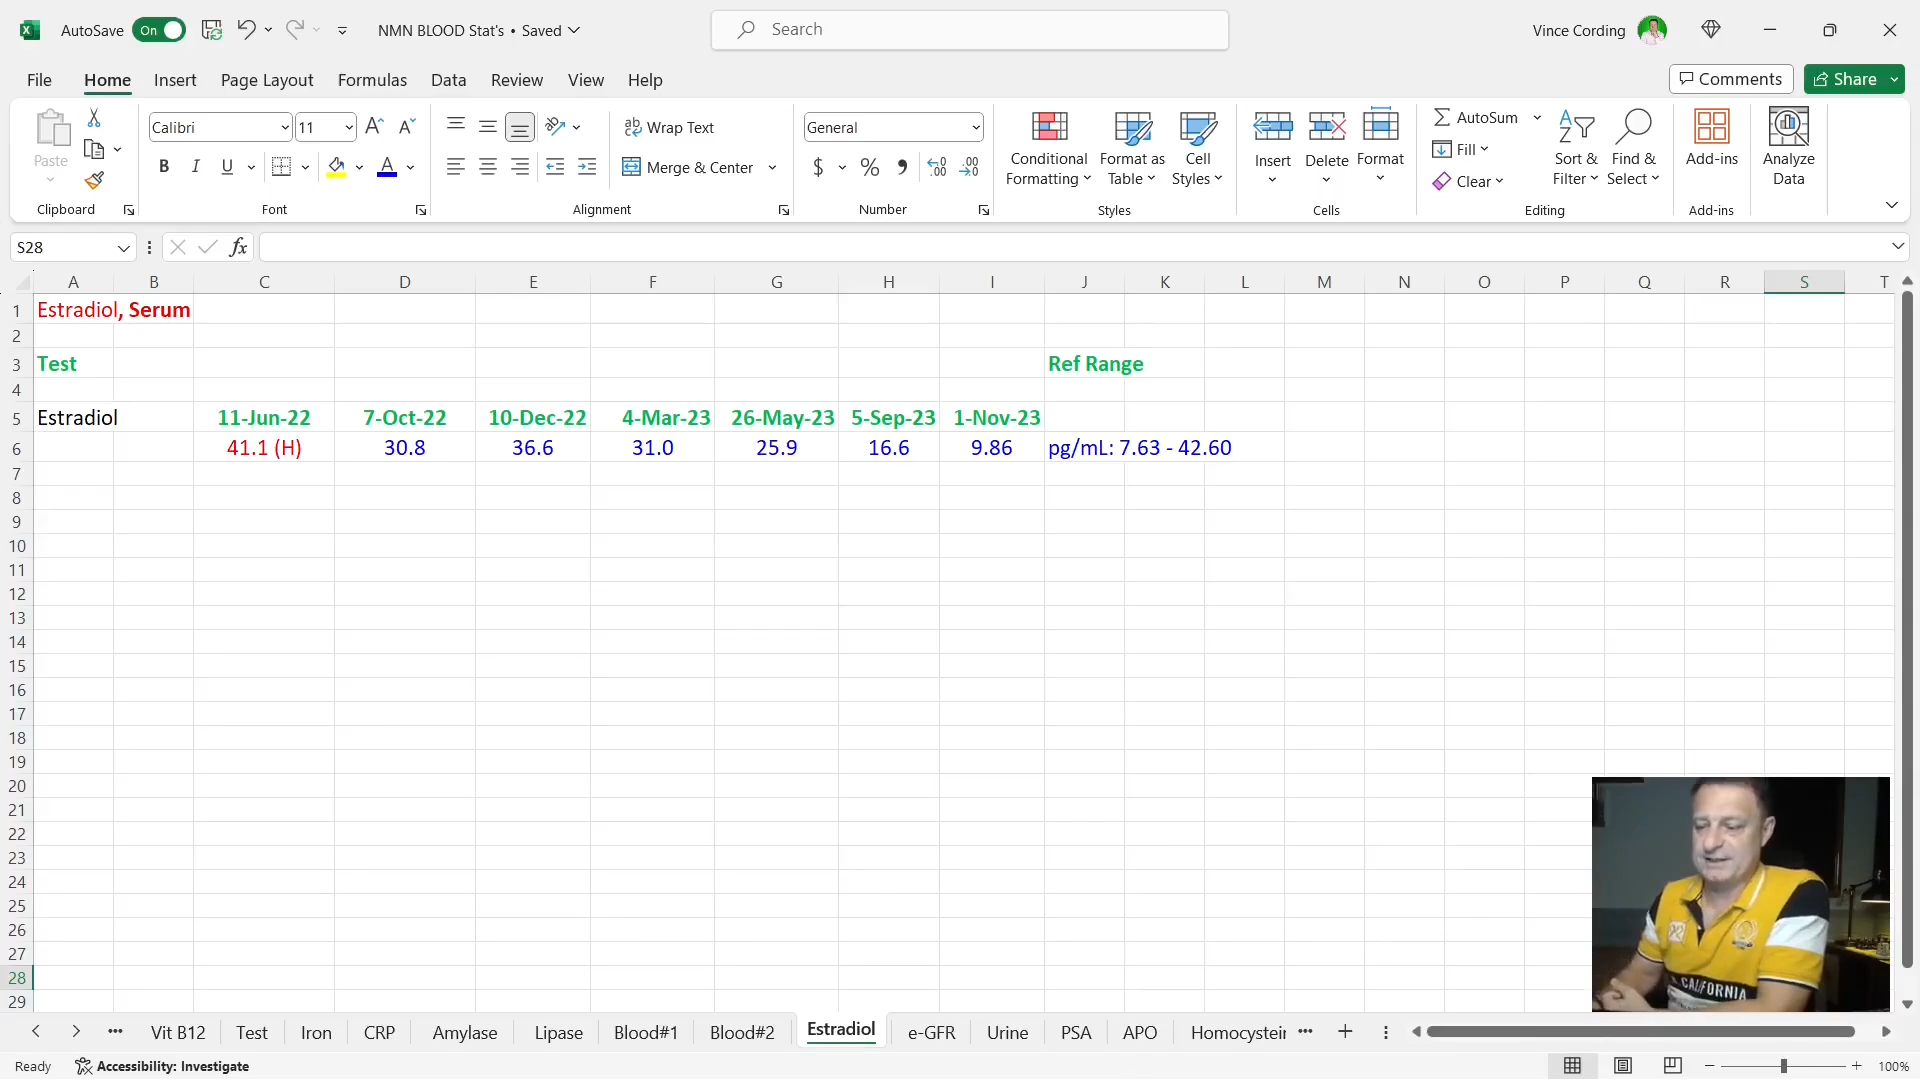 AutoSave On NMN BLOOD Stat's • Saved Search Vince Cording
File Home Insert Page Layout Formulas Data Review View Help Comments Share
Paste Calibri 11 Wrap Text General Conditional Formatting Format as Table Cell Styles Insert Delete Format AutoSum Fill Clear Sort & Filter Find & Select Add-ins Analyze Data
B I U A Merge & Center $ %
Clipboard Font Alignment Number Styles Cells Editing Add-ins
S28 fx
A B C D E F G H I J K L M N O P Q R S T
1 Estradiol, Serum
2
3 Test Ref Range
4
5 Estradiol 11-Jun-22 7-Oct-22 10-Dec-22 4-Mar-23 26-May-23 5-Sep-23 1-Nov-23
6 41.1 (H) 30.8 36.6 31.0 25.9 16.6 9.86 pg/mL: 7.63 - 42.60
7
8
9
10
11
12
13
14
15
16
17
18
19
20
21
22
23
24
25
26
27
28
29
CALIFORNIA
Vit B12 Test Iron CRP Amylase Lipase Blood#1 Blood#2 Estradiol e-GFR Urine PSA APO Homocystein
Ready Accessibility: Investigate 100%